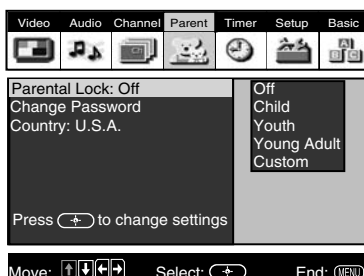 Video Audio Channel Parent Timer Setup Basic
A
B C
Parental Lock: Off
Change Password
Country: U.S.A.
Press to change settings
Off
Child
Youth
Young Adult
Custom
Move: Select: End: MENU